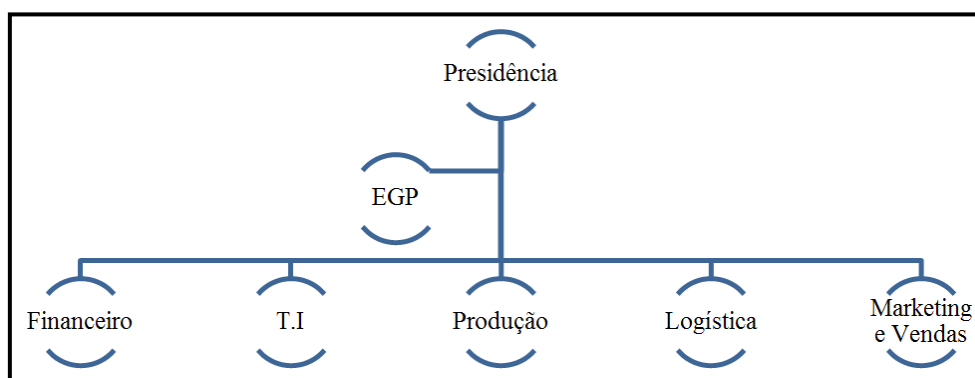 Presidência
EGP
Financeiro
T.I
Produção
Logística
Marketing
e Vendas